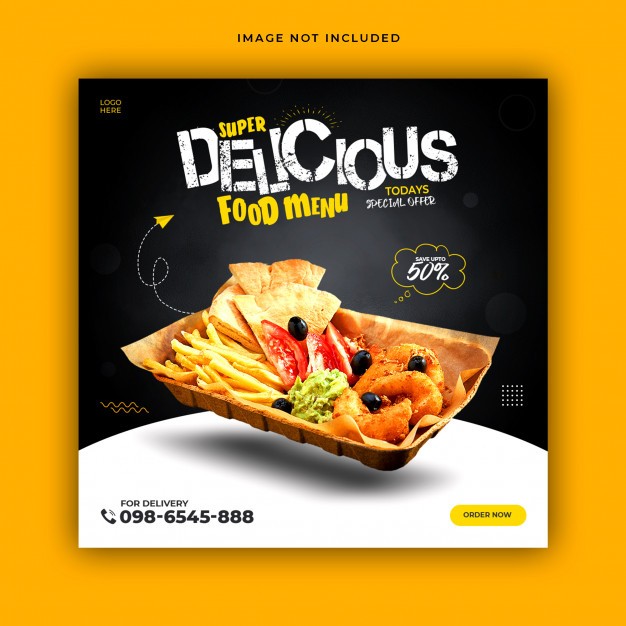 IMAGE NOT INCLUDED
LOGO
HERE
SUPER
DELICIOUS
FOOD MENU
TODAYS
SPECIAL OFFER
SAVE UPTO
50%
FOR DELIVERY
098-6545-888
ORDER NOW